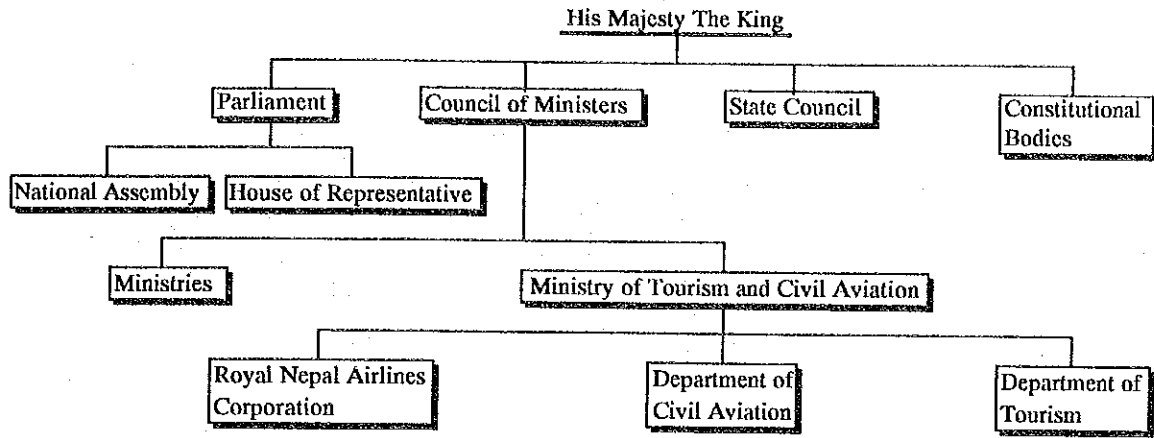 His Majesty The King
Parliament
Council of Ministers
State Council
Constitutional
Bodies
National Assembly
House of Representative
Ministries
Ministry of Tourism and Civil Aviation
Royal Nepal Airlines
Corporation
Department of
Civil Aviation
Department of
Tourism